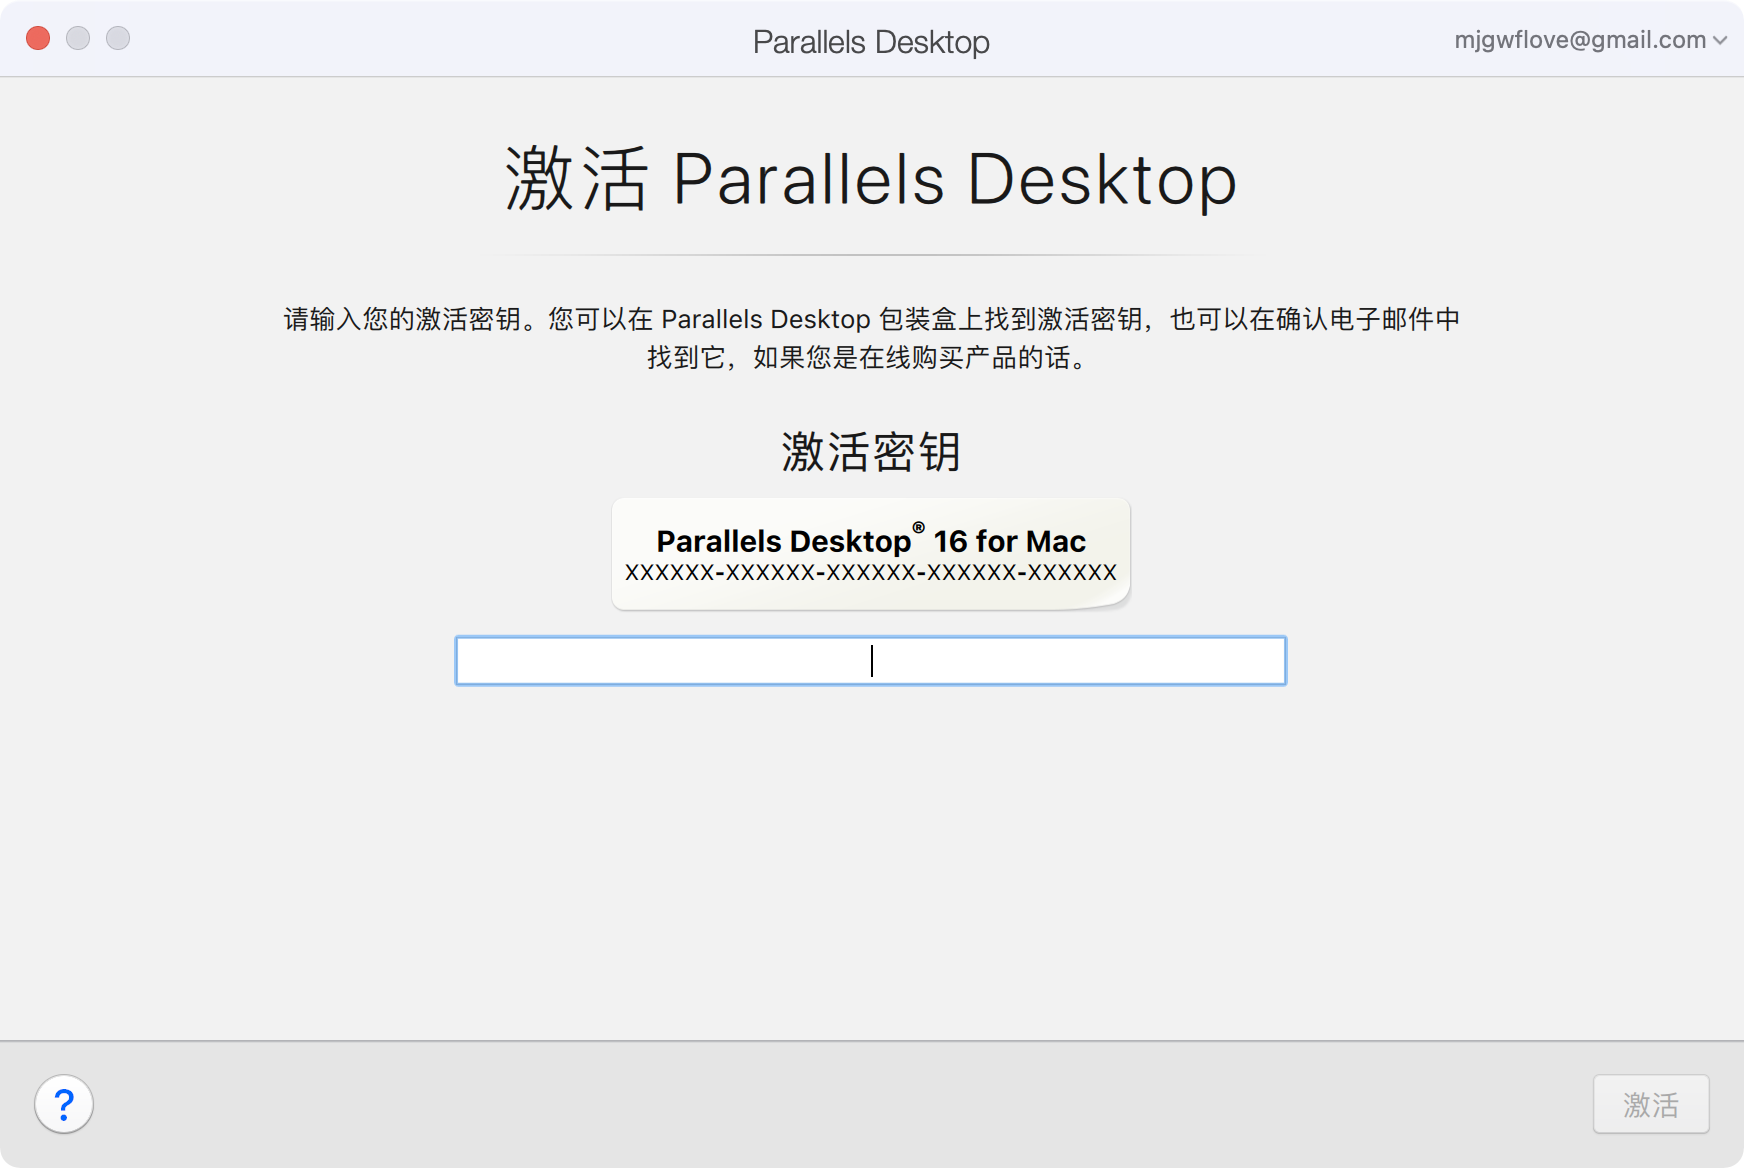 Parallels Desktop
mjgwflove@gmail.com
激活 Parallels Desktop
请输入您的激活密钥。您可以在 Parallels Desktop 包装盒上找到激活密钥，也可以在确认电子邮件中
找到它，如果您是在线购买产品的话。
激活密钥
Parallels Desktop® 16 for Mac
XXXXXX-XXXXXX-XXXXXX-XXXXXX-XXXXXX
?
激活